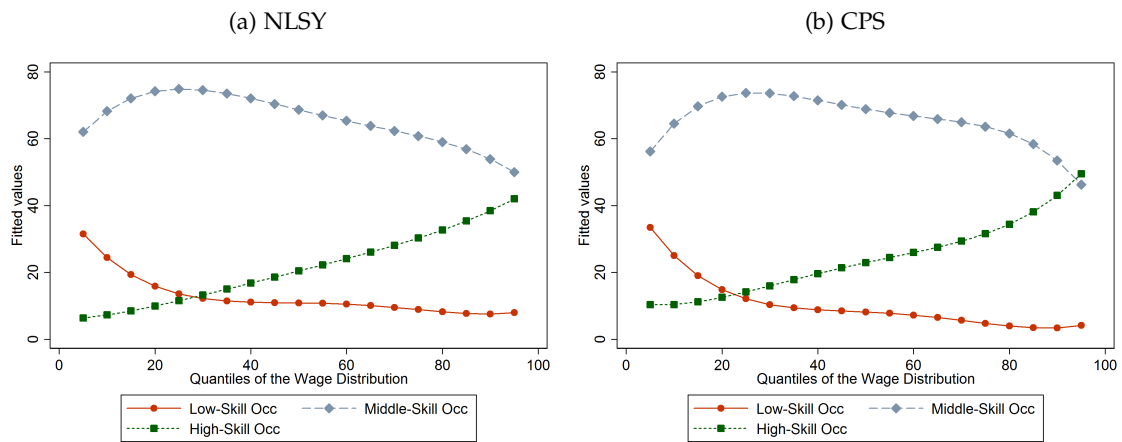 (a) NLSY
80
60
40
20
0
Fitted values
0 20 40 60 80 100
Quantiles of the Wage Distribution
Low-Skill Occ Middle-Skill Occ
High-Skill Occ
(b) CPS
80
60
40
20
0
Fitted values
0 20 40 60 80 100
Quantiles of the Wage Distribution
Low-Skill Occ Middle-Skill Occ
High-Skill Occ